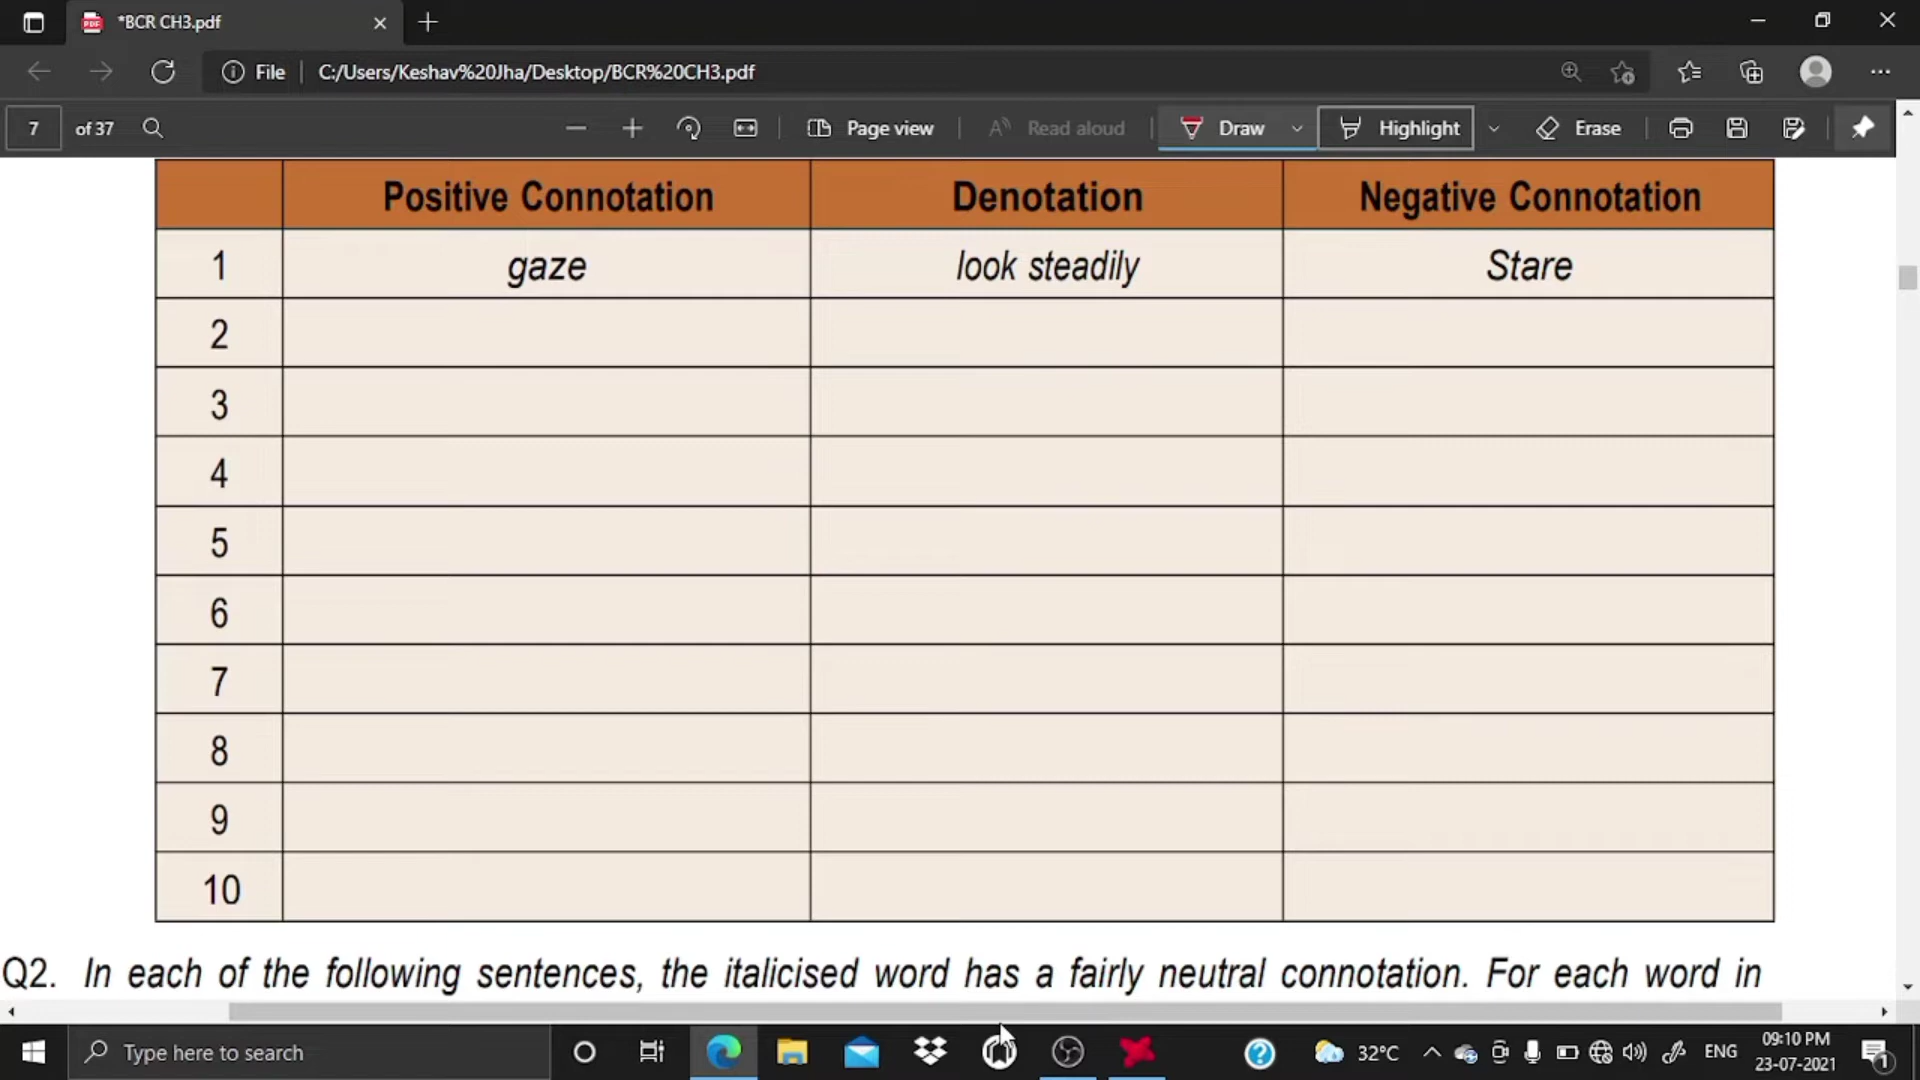 *BCR CH3.pdf
File C:/Users/Keshav%20Jha/Desktop/BCR%20CH3.pdf
7 of 37 Page view Read aloud Draw Highlight Erase
Positive Connotation Denotation Negative Connotation
1 gaze look steadily Stare
2
3
4
5
6
7
8
9
10
Q2. In each of the following sentences, the italicised word has a fairly neutral connotation. For each word in
Type here to search 32°C ENG 09:10 PM
23-07-2021 1